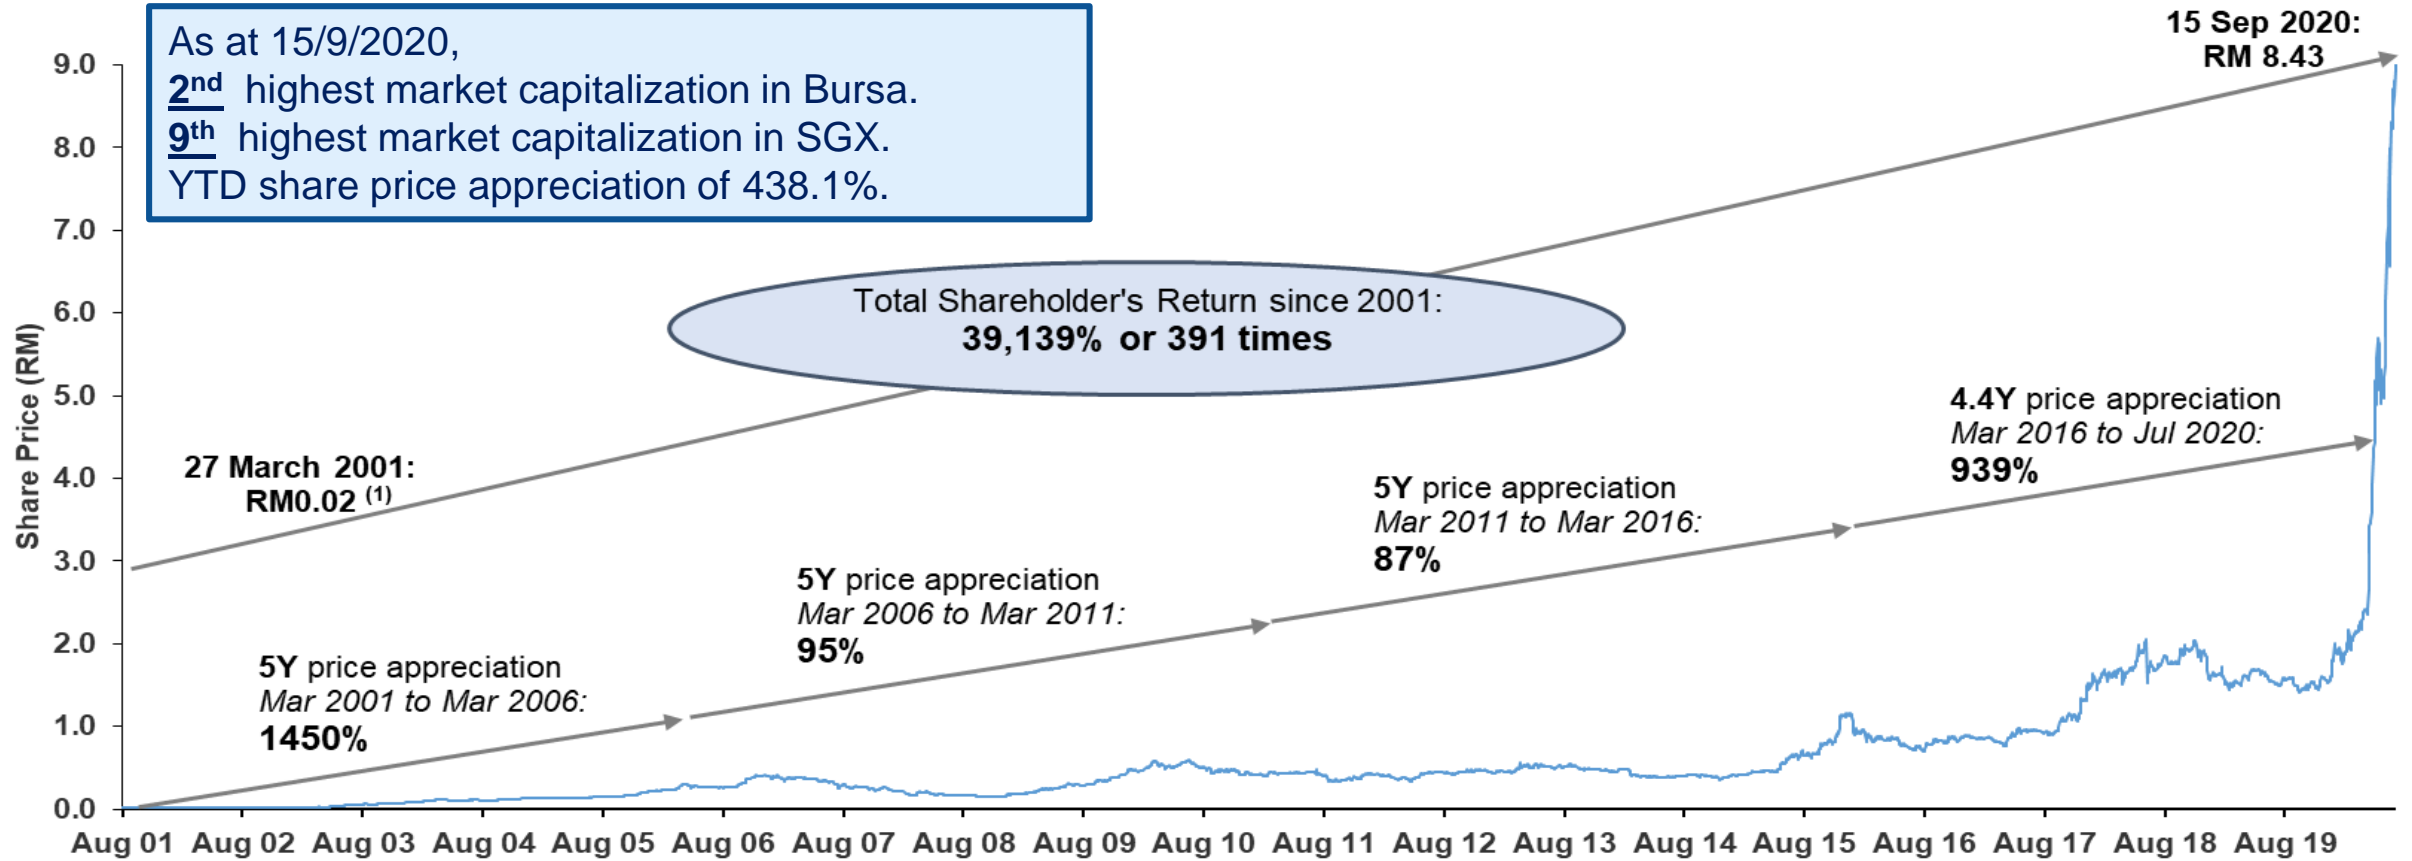 As at 15/9/2020,
2nd highest market capitalization in Bursa.
9th highest market capitalization in SGX.
YTD share price appreciation of 438.1%.
15 Sep 2020:
RM 8.43
Total Shareholder's Return since 2001:
39,139% or 391 times
27 March 2001:
RM0.02 (1)
5Y price appreciation
Mar 2001 to Mar 2006:
1450%
5Y price appreciation
Mar 2006 to Mar 2011:
95%
5Y price appreciation
Mar 2011 to Mar 2016:
87%
4.4Y price appreciation
Mar 2016 to Jul 2020:
939%
Share Price (RM)
9.0
8.0
7.0
6.0
5.0
4.0
3.0
2.0
1.0
0.0
Aug 01 Aug 02 Aug 03 Aug 04 Aug 05 Aug 06 Aug 07 Aug 08 Aug 09 Aug 10 Aug 11 Aug 12 Aug 13 Aug 14 Aug 15 Aug 16 Aug 17 Aug 18 Aug 19